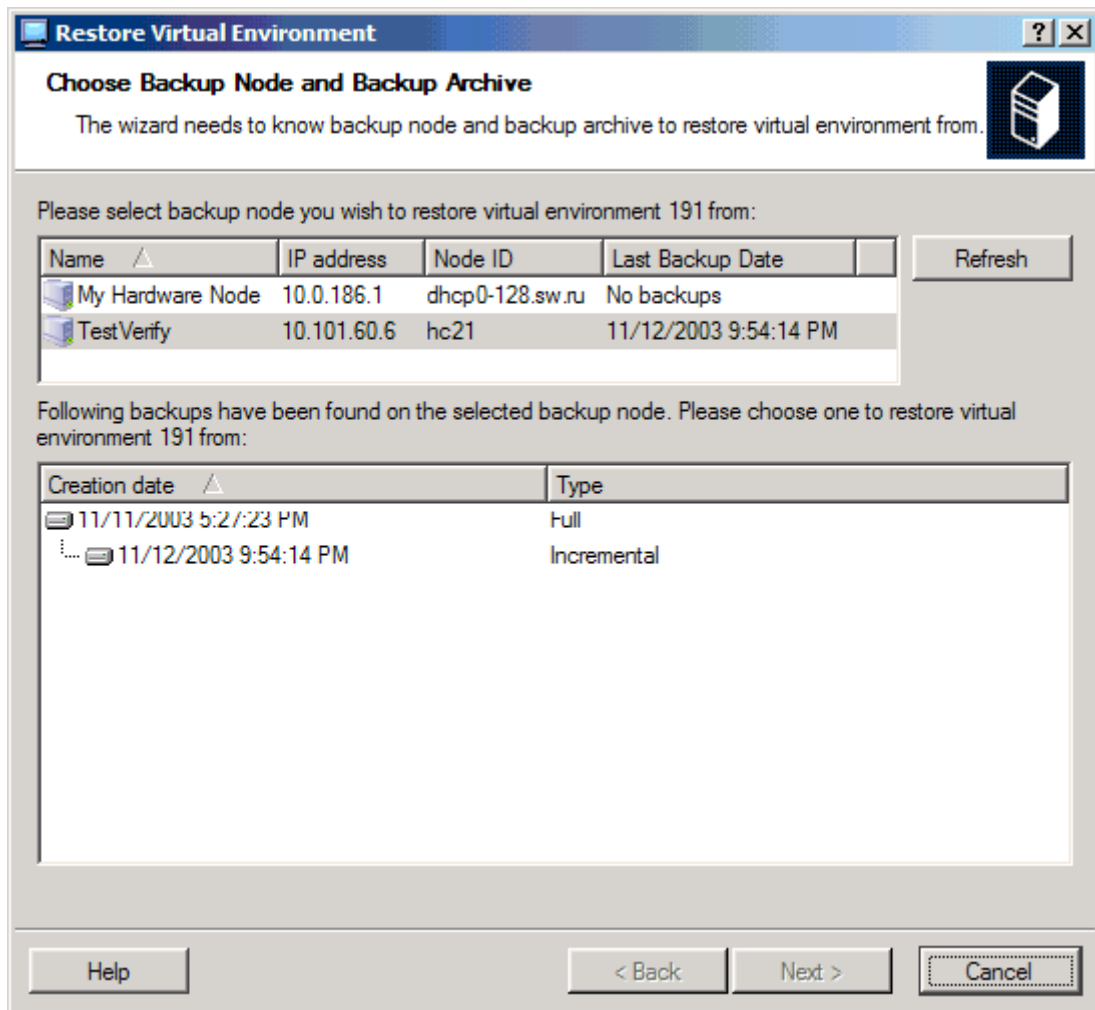 Restore Virtual Environment
Choose Backup Node and Backup Archive
The wizard needs to know backup node and backup archive to restore virtual environment from.
Please select backup node you wish to restore virtual environment 191 from:
Name IP address Node ID Last Backup Date
Refresh
My Hardware Node 10.0.186.1 dhcp0-128.sw.ru No backups
TestVerify 10.101.60.6 hc21 11/12/2003 9:54:14 PM
Following backups have been found on the selected backup node. Please choose one to restore virtual
environment 191 from:
Creation date Type
11/11/2003 5:27:23 PM Full
11/12/2003 9:54:14 PM Incremental
Help < Back Next > Cancel